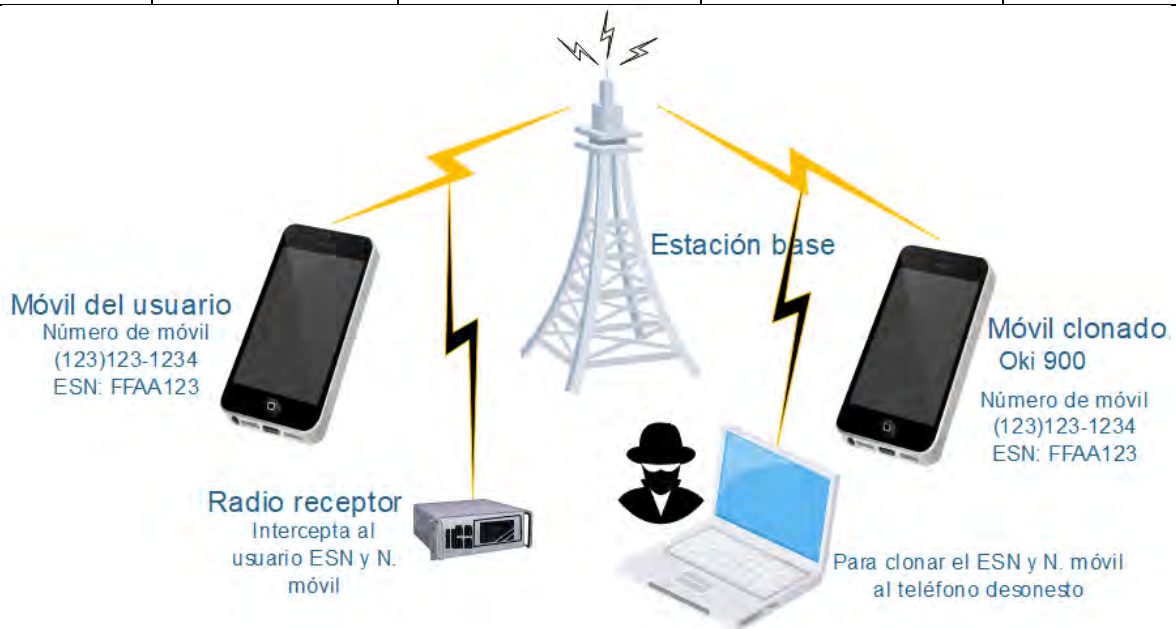 Estación base
Móvil del usuario
Número de móvil
(123)123-1234
ESN: FFAA123
Móvil clonado
Oki 900
Número de móvil
(123)123-1234
ESN: FFAA123
Radio receptor
Intercepta al
usuario ESN y N.
móvil
Para clonar el ESN y N. móvil
al teléfono desonesto